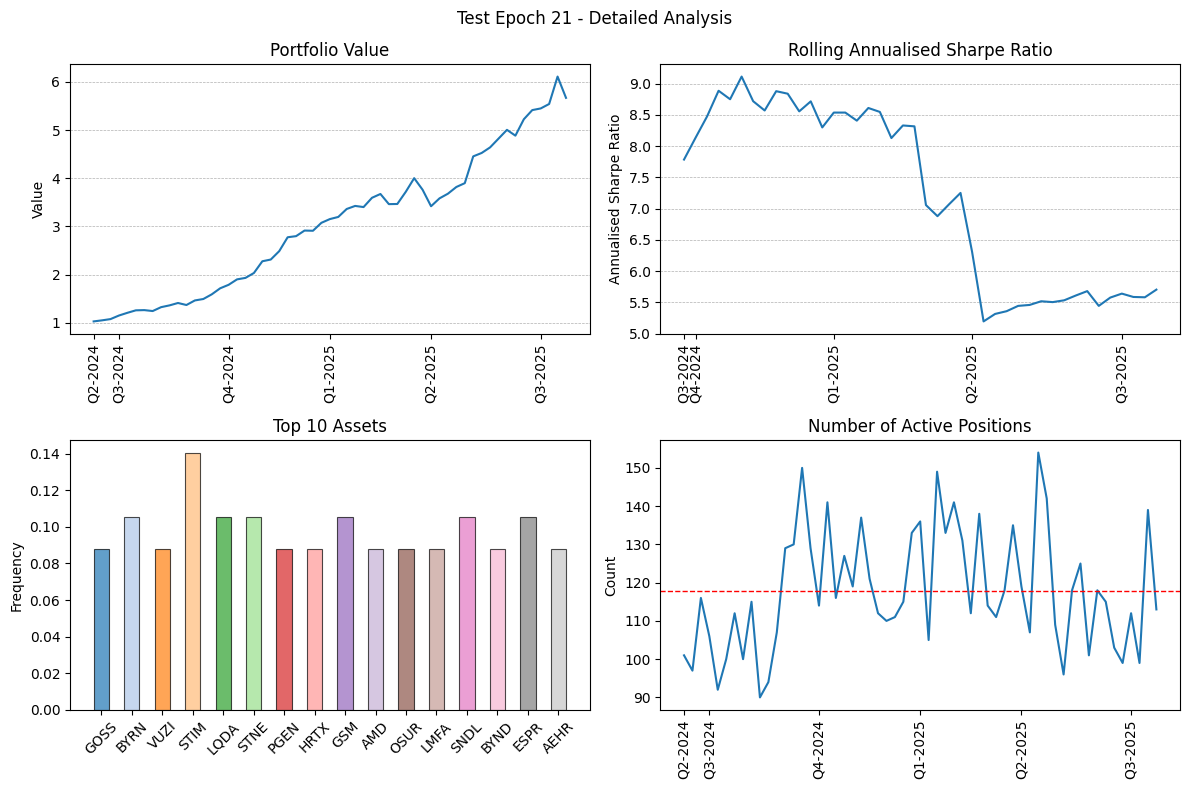 Test Epoch 21 - Detailed Analysis
Portfolio Value
Value
6
5
4
3
2
1
Q2-2024
Q3-2024
Q4-2024
Q1-2025
Q2-2025
Q3-2025
Rolling Annualised Sharpe Ratio
Annualised Sharpe Ratio
9.0
8.5
8.0
7.5
7.0
6.5
6.0
5.5
5.0
Q3-2024
Q4-2024
Q1-2025
Q2-2025
Q3-2025
Top 10 Assets
Frequency
0.14
0.12
0.10
0.08
0.06
0.04
0.02
0.00
GOSS
BYRN
VUZI
STIM
LQDA
STNE
PGEN
HRTX
GSM
AMD
OSUR
LMFA
SNDL
BYND
ESPR
AEHR
Number of Active Positions
Count
150
140
130
120
110
100
90
Q2-2024
Q3-2024
Q4-2024
Q1-2025
Q2-2025
Q3-2025